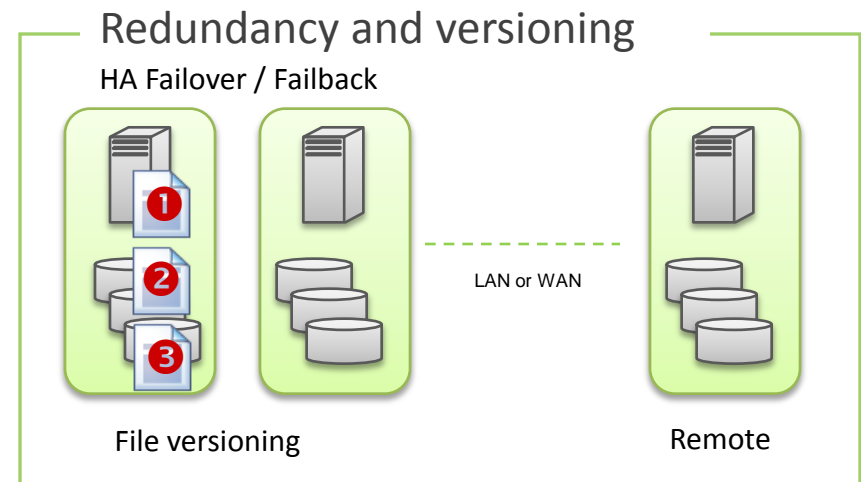 Redundancy and versioning
HA Failover / Failback
1
2
3
LAN or WAN
File versioning
Remote